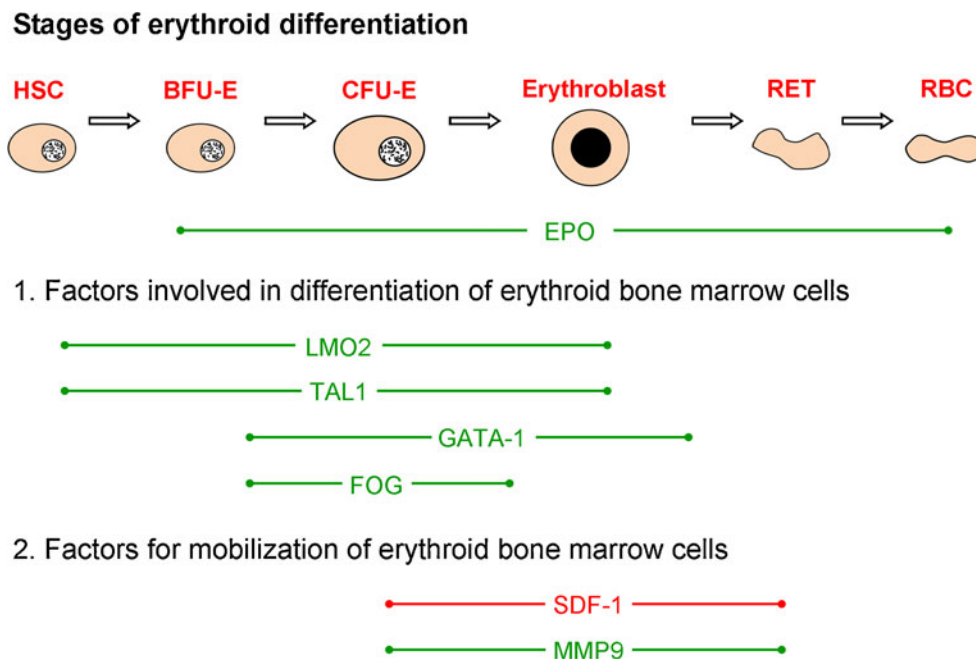 Stages of erythroid differentiation
HSC BFU-E CFU-E Erythroblast RET RBC
EPO
1. Factors involved in differentiation of erythroid bone marrow cells
LMO2
TAL1
GATA-1
FOG
2. Factors for mobilization of erythroid bone marrow cells
SDF-1
MMP9